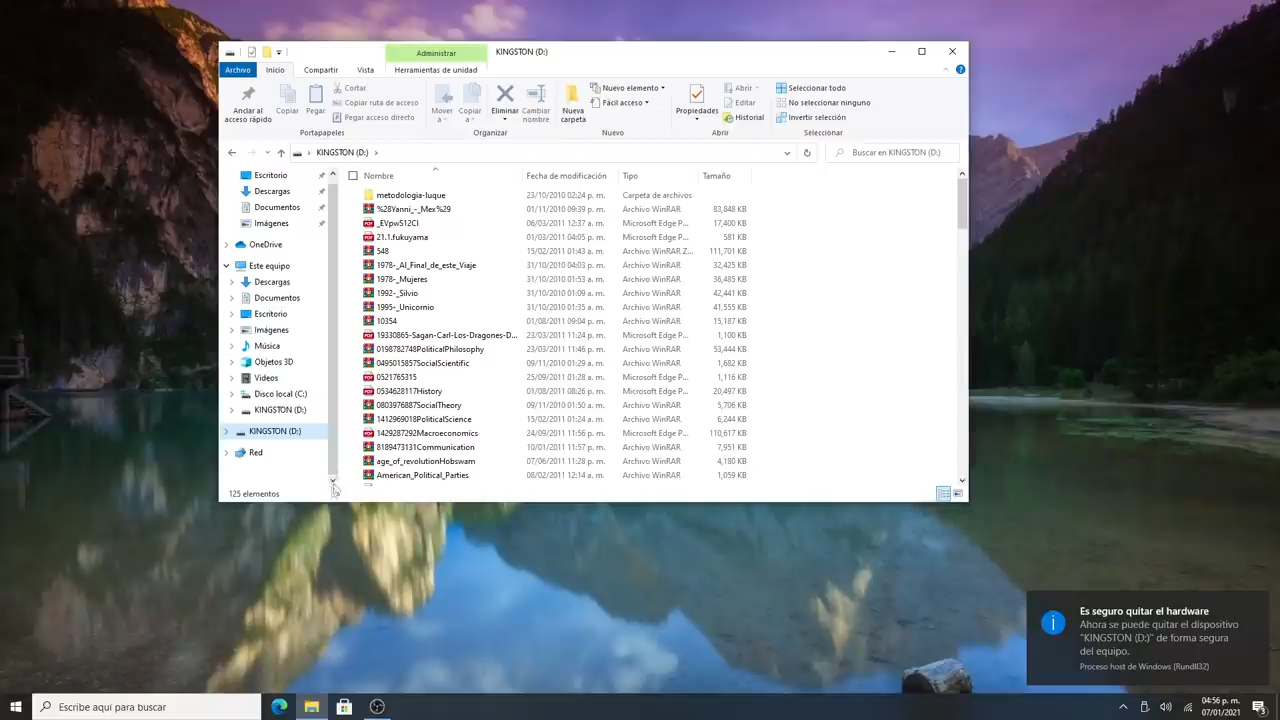 Administrar
KINGSTON (D:)
Archivo
Inicio
Compartir
Vista
Herramientas de unidad
Anclar al acceso rápido
Copiar
Pegar
Cortar
Copiar ruta de acceso
Pegar acceso directo
Mover a
Copiar a
Eliminar
Cambiar nombre
Nueva carpeta
Nuevo elemento
Fácil acceso
Propiedades
Abrir
Editar
Historial
Seleccionar todo
No seleccionar ninguno
Invertir selección
Portapapeles
Organizar
Nuevo
Abrir
Seleccionar
KINGSTON (D:)
Buscar en KINGSTON (D:)
Escritorio
Descargas
Documentos
Imágenes
OneDrive
Este equipo
Descargas
Documentos
Escritorio
Imágenes
Música
Objetos 3D
Videos
Disco local (C:)
KINGSTON (D:)
KINGSTON (D:)
Red
Nombre Fecha de modificación Tipo Tamaño
metodologia-luque 23/10/2010 02:24 p. m. Carpeta de archivos
%28Yanni_-_Mex%29 01/11/2010 09:39 p. m. Archivo WinRAR 83,848 KB
_EVpwS12CI 06/03/2011 12:37 a. m. Microsoft Edge P... 17,400 KB
21.1.fukuyama 01/03/2011 04:05 p. m. Microsoft Edge P... 581 KB
548 15/02/2011 01:43 a. m. Archivo WinRAR Z... 111,701 KB
1978-_Al_Final_de_este_Viaje 31/10/2010 04:03 p. m. Archivo WinRAR 32,425 KB
1978-_Mujeres 31/10/2010 01:53 a. m. Archivo WinRAR 36,485 KB
1992-_Silvio 31/10/2010 01:09 a. m. Archivo WinRAR 42,441 KB
1995-_Unicornio 31/10/2010 01:35 a. m. Archivo WinRAR 41,555 KB
10354 01/08/2011 09:04 p. m. Archivo WinRAR 15,187 KB
19330865-Sagan-Carl-Los-Dragones-D... 23/03/2011 11:24 p. m. Microsoft Edge P... 1,100 KB
0198782748PoliticalPhilosophy 23/03/2011 11:46 p. m. Archivo WinRAR 53,444 KB
0495015857SocialScientific 09/11/2010 01:29 a. m. Archivo WinRAR 1,682 KB
0521765315 25/09/2011 01:28 a. m. Microsoft Edge P... 1,116 KB
0534628117History 01/08/2011 08:26 p. m. Microsoft Edge P... 20,497 KB
0803976887SocialTheory 09/11/2010 01:50 a. m. Archivo WinRAR 5,706 KB
1412969018PoliticalScience 15/02/2011 01:24 a. m. Archivo WinRAR 6,244 KB
1429287292Macroeconomics 24/09/2011 11:56 p. m. Microsoft Edge P... 110,617 KB
8189473131Communication 10/01/2011 11:57 p. m. Archivo WinRAR 7,951 KB
age_of_revolutionHobswam 07/06/2011 11:28 p. m. Archivo WinRAR 4,180 KB
American_Political_Parties 08/02/2011 12:14 a. m. Archivo WinRAR 1,059 KB
125 elementos
Es seguro quitar el hardware
Ahora se puede quitar el dispositivo
"KINGSTON (D:)" de forma segura
del equipo.
Proceso host de Windows (Rundll32)
Escribe aquí para buscar
04:56 p. m.
07/01/2021
3